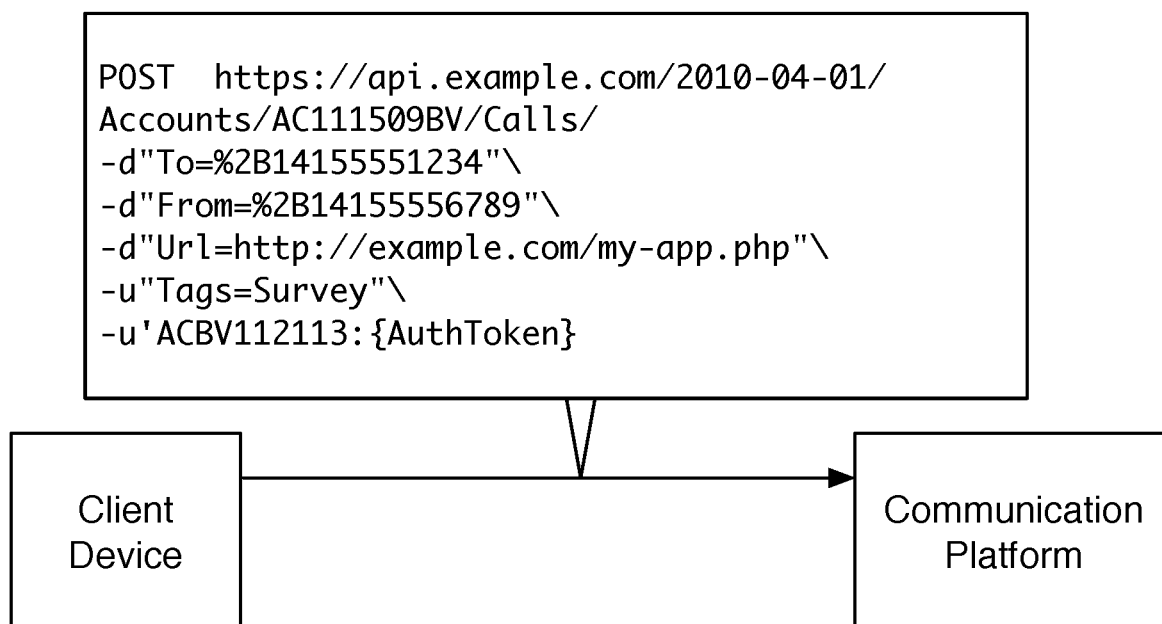 POST  https://api.example.com/2010-04-01/
Accounts/AC111509BV/Calls/
-d"To=%2B14155551234"\
-d"From=%2B14155556789"\
-d"Url=http://example.com/my-app.php"\
-u"Tags=Survey"\
-u'ACBV112113:{AuthToken}
Client
Device
Communication
Platform